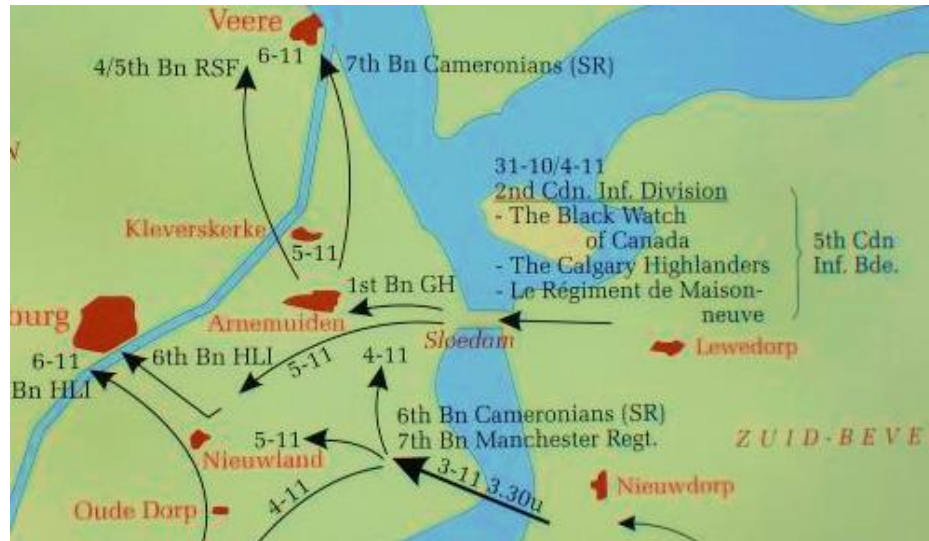 Veere
6-11
4/5th Bn RSF
7th Bn Cameronians (SR)
31-10/4-11
2nd Cdn. Inf. Division
- The Black Watch
of Canada
- The Calgary Highlanders
- Le Régiment de Maison-
neuve
5th Cdn
Inf. Bde.
Kleverskerke
5-11
1st Bn GH
Arnemuiden
Sloedam
Lewedorp
ourg
6-11
6th Bn HLI
5-11
4-11
Bn HLI
6th Bn Cameronians (SR)
7th Bn Manchester Regt.
ZUID-BEVE
5-11
Nieuwland
3-11 3.30u
Nieuwdorp
4-11
Oude Dorp